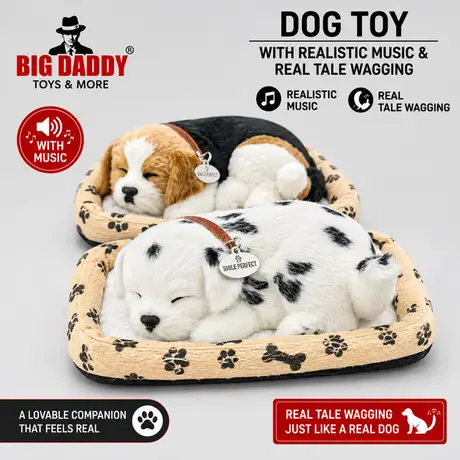 BIG DADDY®
TOYS & MORE
DOG TOY
WITH REALISTIC MUSIC &
REAL TALE WAGGING
REALISTIC
MUSIC
REAL
TALE WAGGING
WITH
MUSIC
SMILE PERFECT
A LOVABLE COMPANION
THAT FEELS REAL
REAL TALE WAGGING
JUST LIKE A REAL DOG